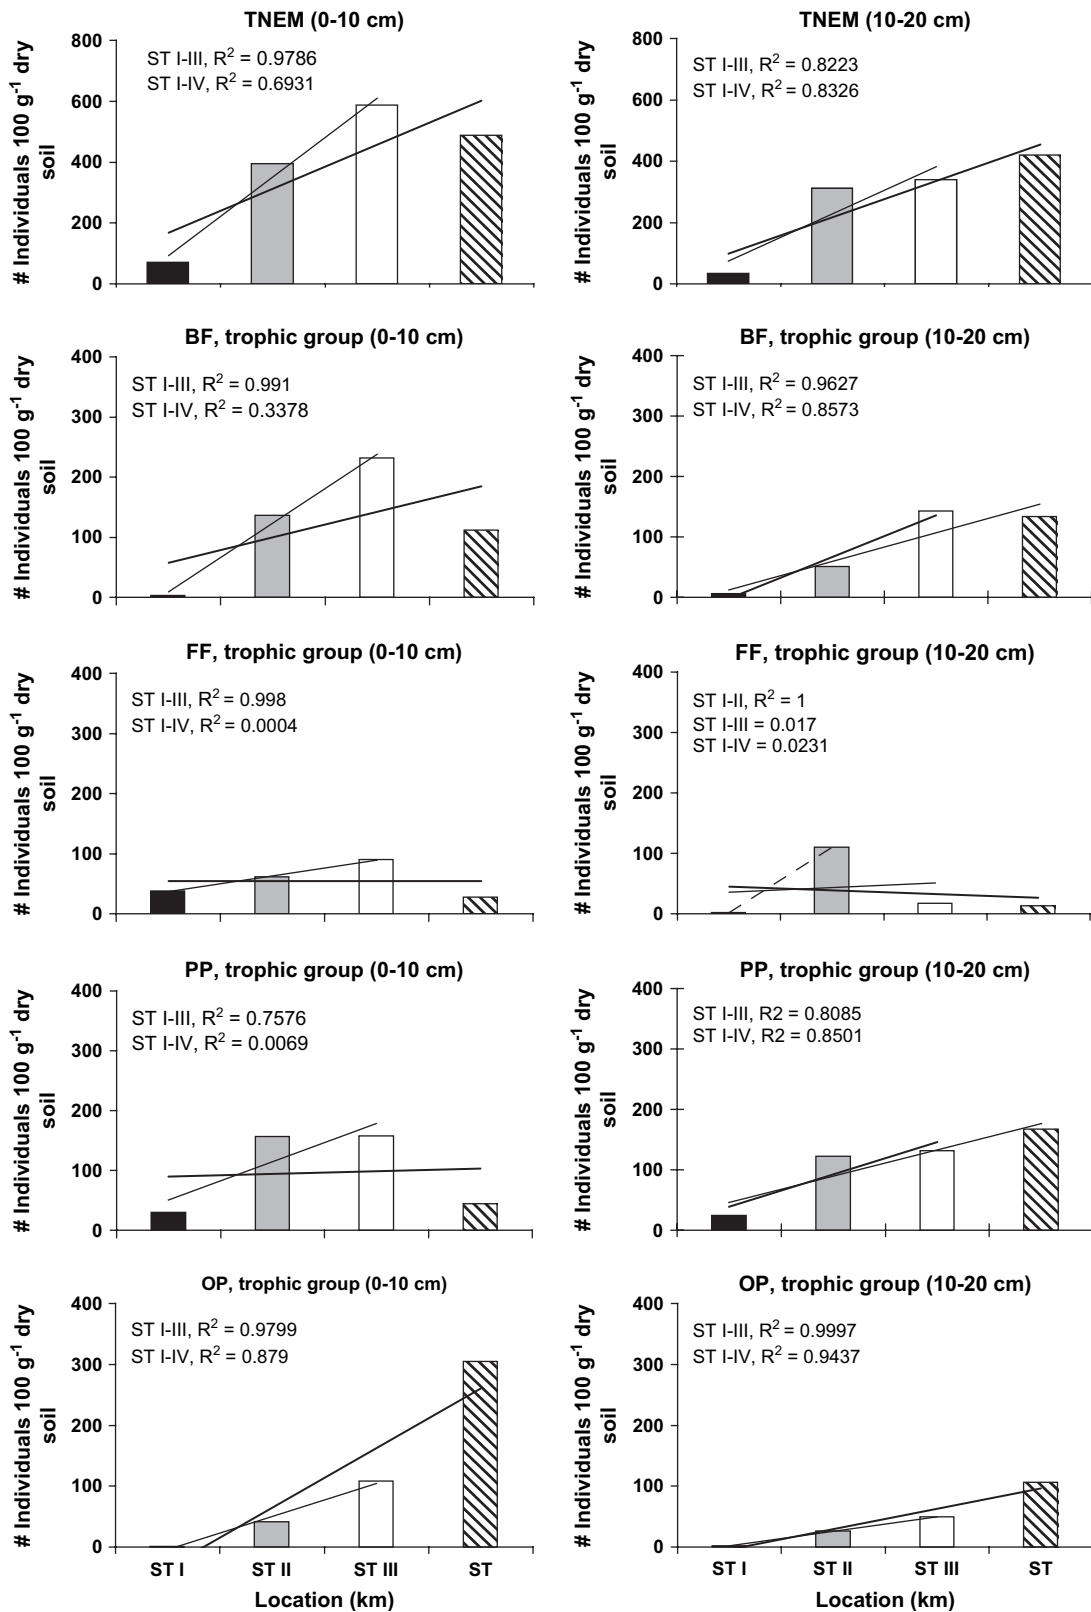 TNEM (0-10 cm)
# Individuals 100 g-1 dry
soil
800
600
400
200
0
ST I-III, R2 = 0.9786
ST I-IV, R2 = 0.6931
TNEM (10-20 cm)
# Individuals 100 g-1 dry
soil
800
600
400
200
0
ST I-III, R2 = 0.8223
ST I-IV, R2 = 0.8326
BF, trophic group (0-10 cm)
# Individuals 100 g-1 dry
soil
400
300
200
100
0
ST I-III, R2 = 0.991
ST I-IV, R2 = 0.3378
BF, trophic group (10-20 cm)
# Individuals 100 g-1 dry
soil
400
300
200
100
0
ST I-III, R2 = 0.9627
ST I-IV, R2 = 0.8573
FF, trophic group (0-10 cm)
# Individuals 100 g-1 dry
soil
400
300
200
100
0
ST I-III, R2 = 0.998
ST I-IV, R2 = 0.0004
FF, trophic group (10-20 cm)
# Individuals 100 g-1 dry
soil
400
300
200
100
0
ST I-II, R2 = 1
ST I-III = 0.017
ST I-IV = 0.0231
PP, trophic group (0-10 cm)
# Individuals 100 g-1 dry
soil
400
300
200
100
0
ST I-III, R2 = 0.7576
ST I-IV, R2 = 0.0069
PP, trophic group (10-20 cm)
# Individuals 100 g-1 dry
soil
400
300
200
100
0
ST I-III, R2 = 0.8085
ST I-IV, R2 = 0.8501
OP, trophic group (0-10 cm)
# Individuals 100 g-1 dry
soil
400
300
200
100
0
ST I-III, R2 = 0.9799
ST I-IV, R2 = 0.879
ST I ST II ST III ST
Location (km)
OP, trophic group (10-20 cm)
# Individuals 100 g-1 dry
soil
400
300
200
100
0
ST I-III, R2 = 0.9997
ST I-IV, R2 = 0.9437
ST I ST II ST III ST
Location (km)